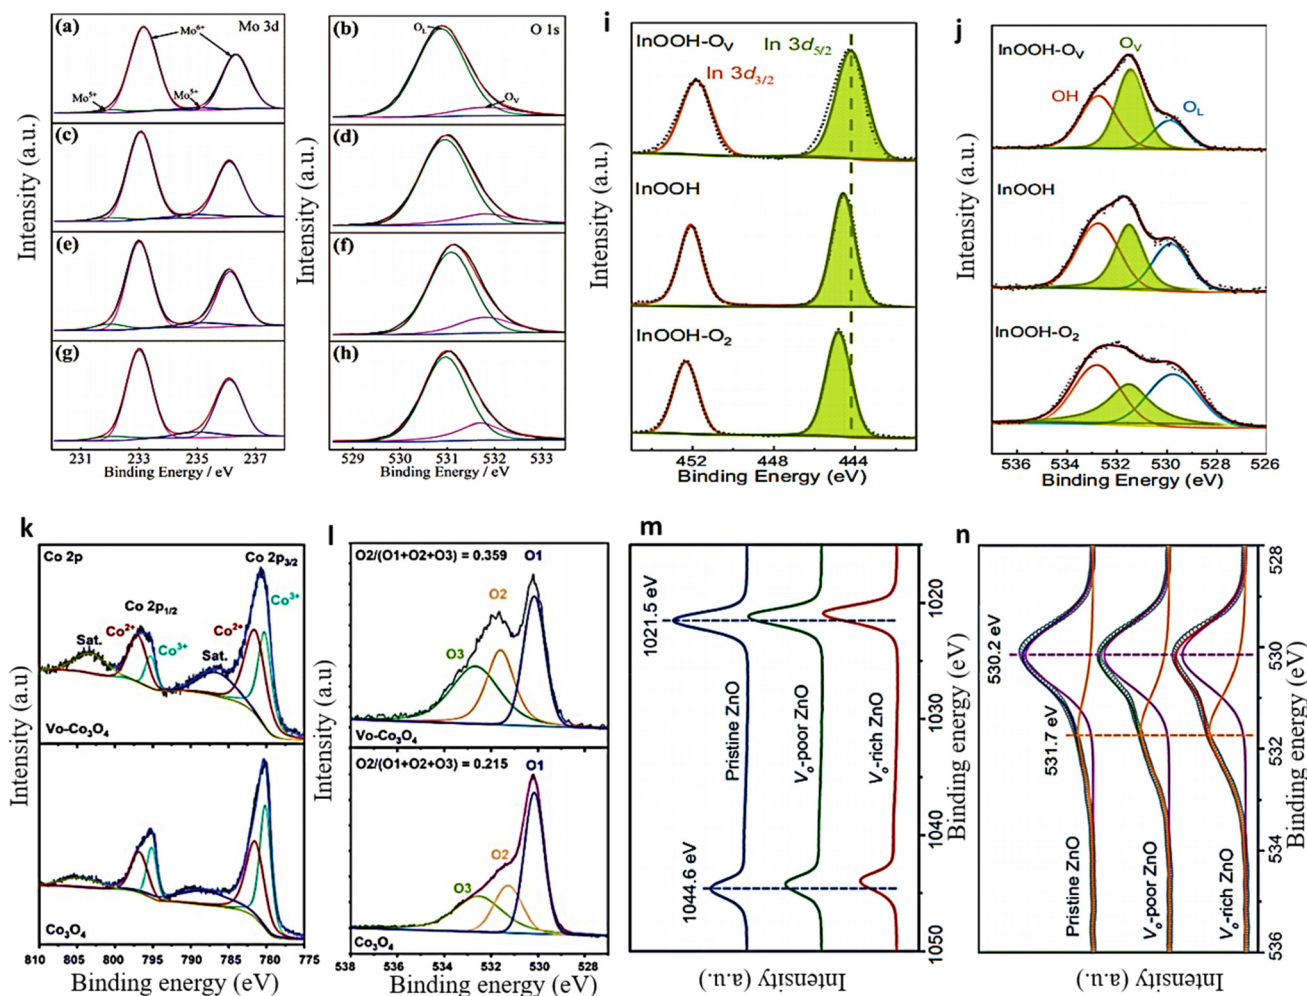 (a)
Mo 3d
Mo⁶⁺
Mo⁵⁺
Mo⁵⁺
(c)
(e)
(g)
231
233
235
237
Binding Energy / eV
Intensity (a.u.)
(b)
O 1s
O_L
O_V
(d)
(f)
(h)
529
530
531
532
533
Binding Energy / eV
Intensity (a.u.)
i
InOOH-O_V
In 3d₅/₂
In 3d₃/₂
InOOH
InOOH-O₂
452
448
444
Binding Energy (eV)
Intensity (a.u.)
j
InOOH-O_V
O_V
OH
O_L
InOOH
InOOH-O₂
536
534
532
530
528
526
Binding Energy (eV)
Intensity (a.u.)
k
Co 2p
Co 2p₃/₂
Co³⁺
Co 2p₁/₂
Co²⁺
Co²⁺
Sat.
Co³⁺
Sat.
Vo-Co₃O₄
Co₃O₄
810
805
800
795
790
785
780
775
Binding energy (eV)
Intensity (a.u)
l
O2/(O1+O2+O3) = 0.359
O1
O2
O3
Vo-Co₃O₄
O2/(O1+O2+O3) = 0.215
O1
O2
O3
Co₃O₄
538
536
534
532
530
528
Binding energy (eV)
Intensity (a.u)
m
1021.5 eV
1044.6 eV
Pristine ZnO
Vₒ-poor ZnO
Vₒ-rich ZnO
1020
1030
1040
1050
Binding energy (eV)
Intensity (a.u.)
n
530.2 eV
531.7 eV
Pristine ZnO
Vₒ-poor ZnO
Vₒ-rich ZnO
528
530
532
534
536
Binding energy (eV)
Intensity (a.u.)